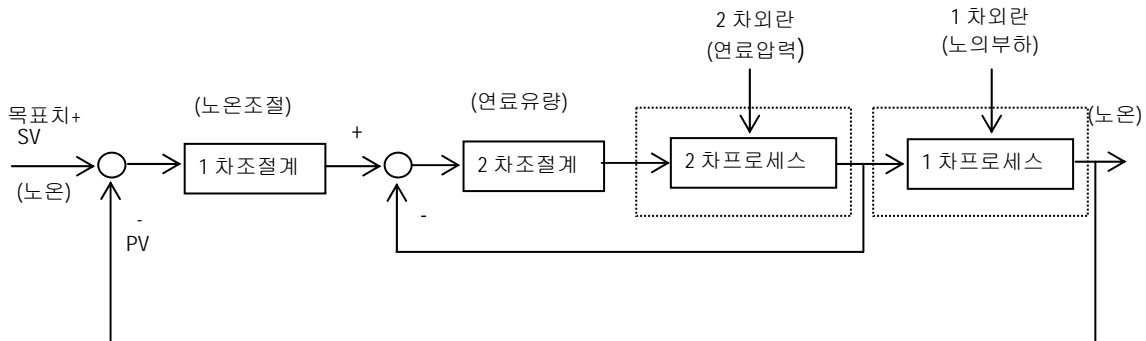 2 차외란
(연료압력)
1 차외란
(노의부하)
목표치+
SV
(노온)
(노온조절)
+
(연료유량)
(노온)
1 차조절계
2 차조절계
2 차프로세스
1 차프로세스
-
PV
-